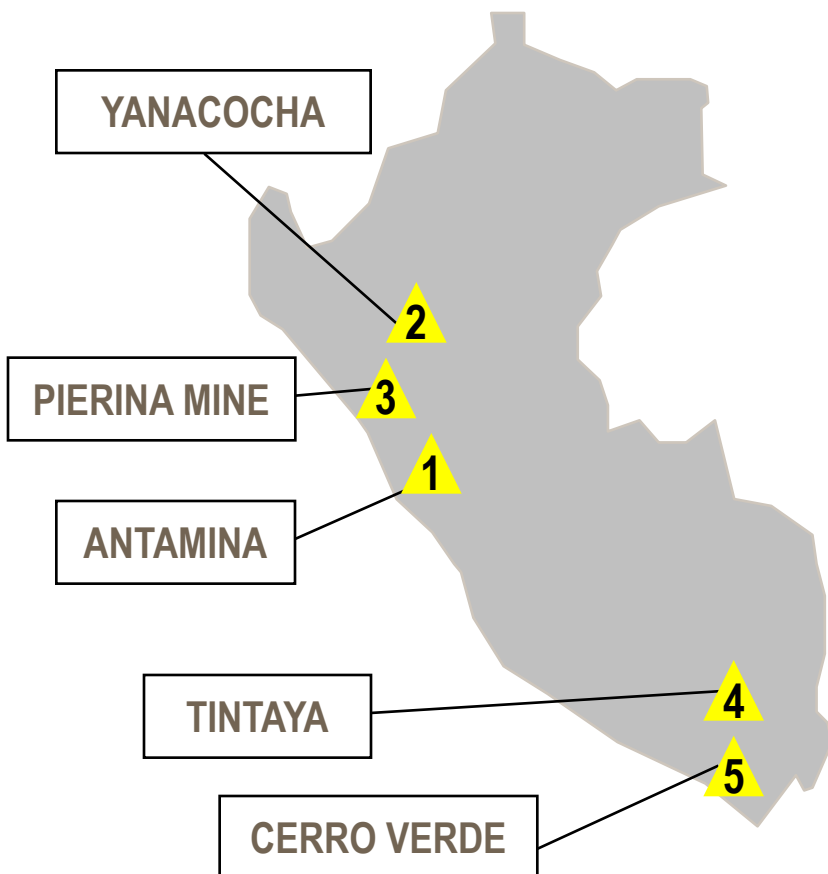 YANACOCHA
2
PIERINA MINE
3
1
ANTAMINA
TINTAYA
4
5
CERRO VERDE